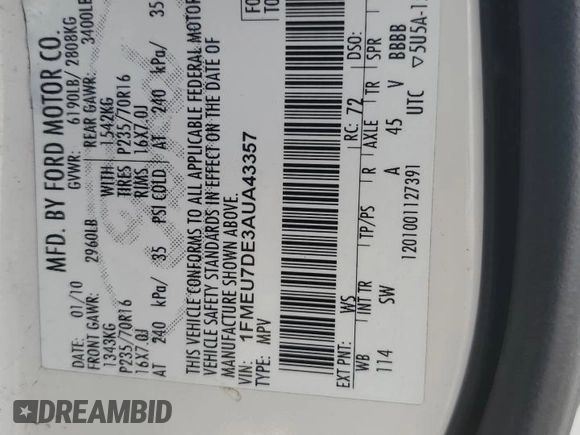 MFD. BY FORD MOTOR CO.
01/10 GVWR: 6190LB/ 2808KG
FRONT GAWR: 2960LB REAR GAWR: 3400LB
1343KG WITH 1542KG WITH
P235/70R16 TIRES P235/70R16
16X7.0J RIMS 16X7.0J
AT 240 kPa/ 35 PSI COLD AT 240 kPa/ 35
THIS VEHICLE CONFORMS TO ALL APPLICABLE FEDERAL MOTOR
VEHICLE SAFETY STANDARDS IN EFFECT ON THE DATE OF
MANUFACTURE SHOWN ABOVE.
VIN: 1FMEU7DE3AUA43357
TYPE: MPV
EXT PNT: WS RC: 72 DSO:
WB INT TR TP/PS R AXLE TR SPR
114 SW A 45 V BBBB
1201001127391 UTC ▽5U5A-1
DREAMBID